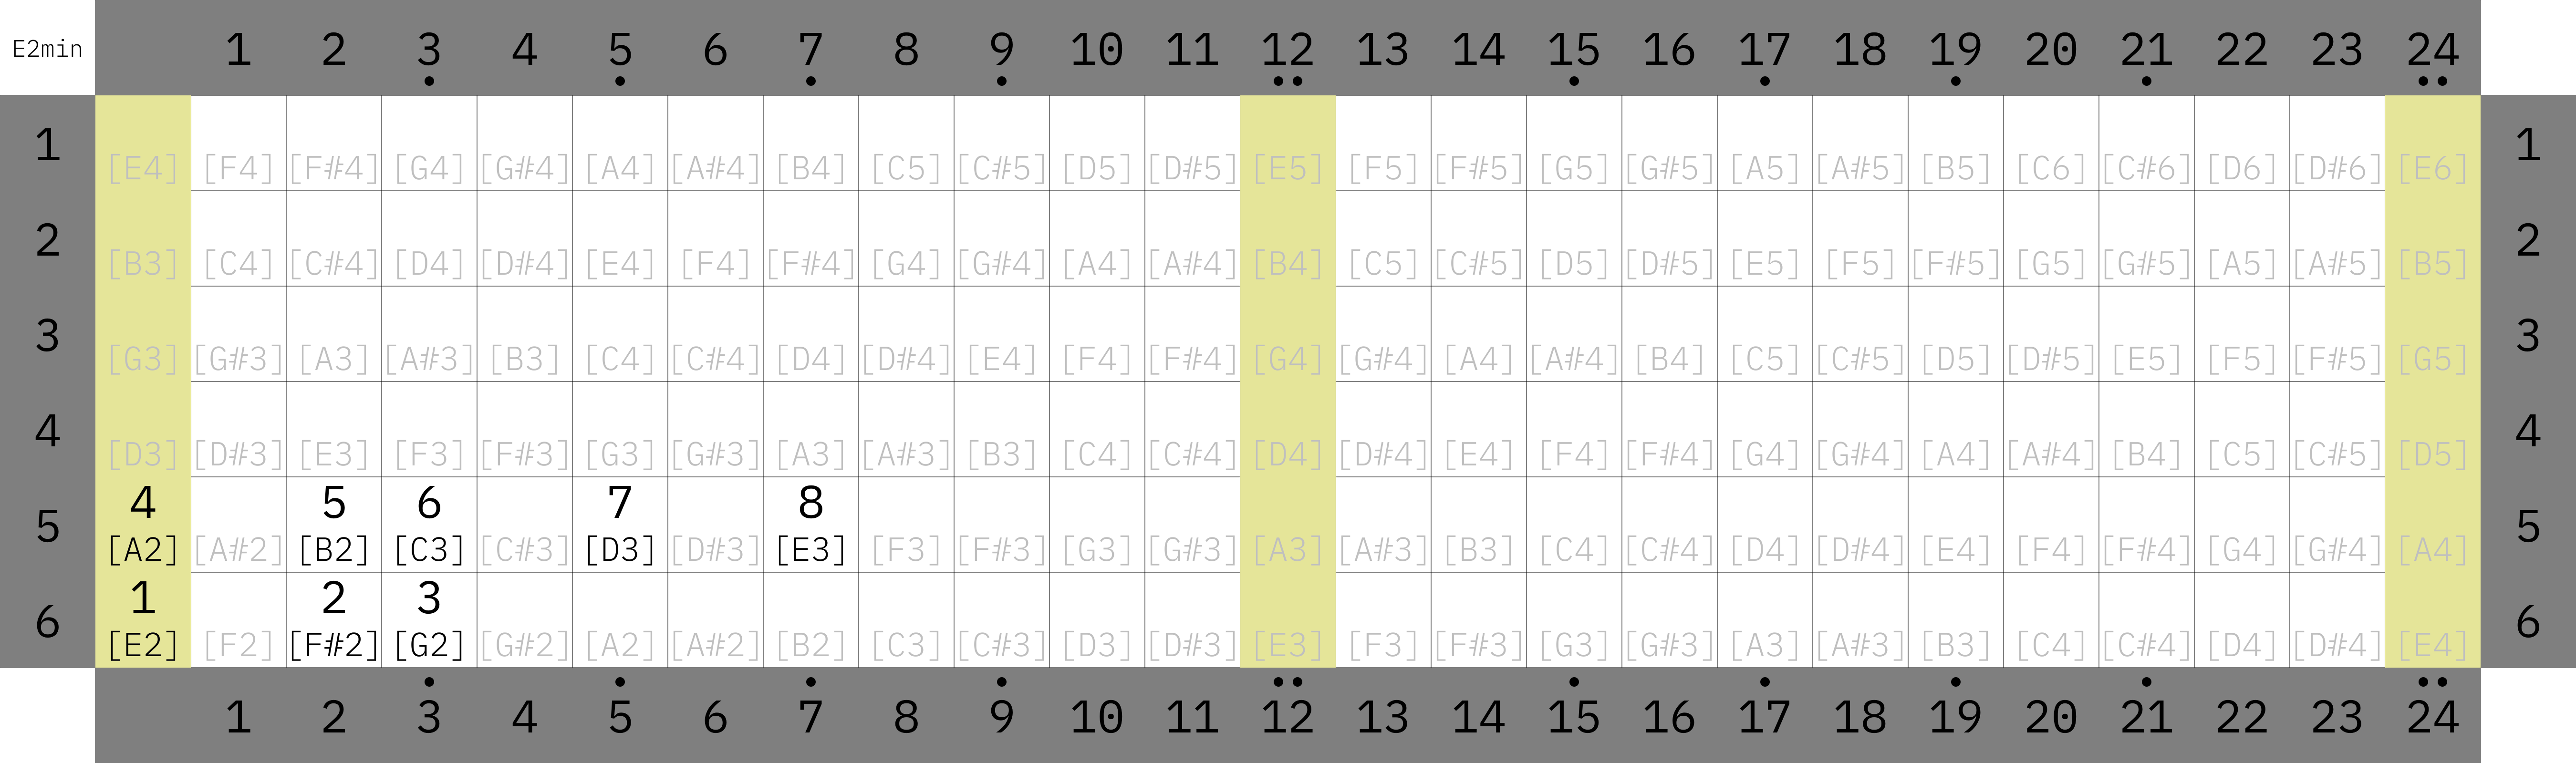 E2min 1 2 3 4 5 6 7 8 9 10 11 12 13 14 15 16 17 18 19 20 21 22 23 24
1 [E4] [F4] [F#4] [G4] [G#4] [A4] [A#4] [B4] [C5] [C#5] [D5] [D#5] [E5] [F5] [F#5] [G5] [G#5] [A5] [A#5] [B5] [C6] [C#6] [D6] [D#6] [E6] 1
2 [B3] [C4] [C#4] [D4] [D#4] [E4] [F4] [F#4] [G4] [G#4] [A4] [A#4] [B4] [C5] [C#5] [D5] [D#5] [E5] [F5] [F#5] [G5] [G#5] [A5] [A#5] [B5] 2
3 [G3] [G#3] [A3] [A#3] [B3] [C4] [C#4] [D4] [D#4] [E4] [F4] [F#4] [G4] [G#4] [A4] [A#4] [B4] [C5] [C#5] [D5] [D#5] [E5] [F5] [F#5] [G5] 3
4 [D3] [D#3] [E3] [F3] [F#3] [G3] [G#3] [A3] [A#3] [B3] [C4] [C#4] [D4] [D#4] [E4] [F4] [F#4] [G4] [G#4] [A4] [A#4] [B4] [C5] [C#5] [D5] 4
4 5 6 7 8
5 [A2] [A#2] [B2] [C3] [C#3] [D3] [D#3] [E3] [F3] [F#3] [G3] [G#3] [A3] [A#3] [B3] [C4] [C#4] [D4] [D#4] [E4] [F4] [F#4] [G4] [G#4] [A4] 5
1 2 3
6 [E2] [F2] [F#2] [G2] [G#2] [A2] [A#2] [B2] [C3] [C#3] [D3] [D#3] [E3] [F3] [F#3] [G3] [G#3] [A3] [A#3] [B3] [C4] [C#4] [D4] [D#4] [E4] 6
1 2 3 4 5 6 7 8 9 10 11 12 13 14 15 16 17 18 19 20 21 22 23 24